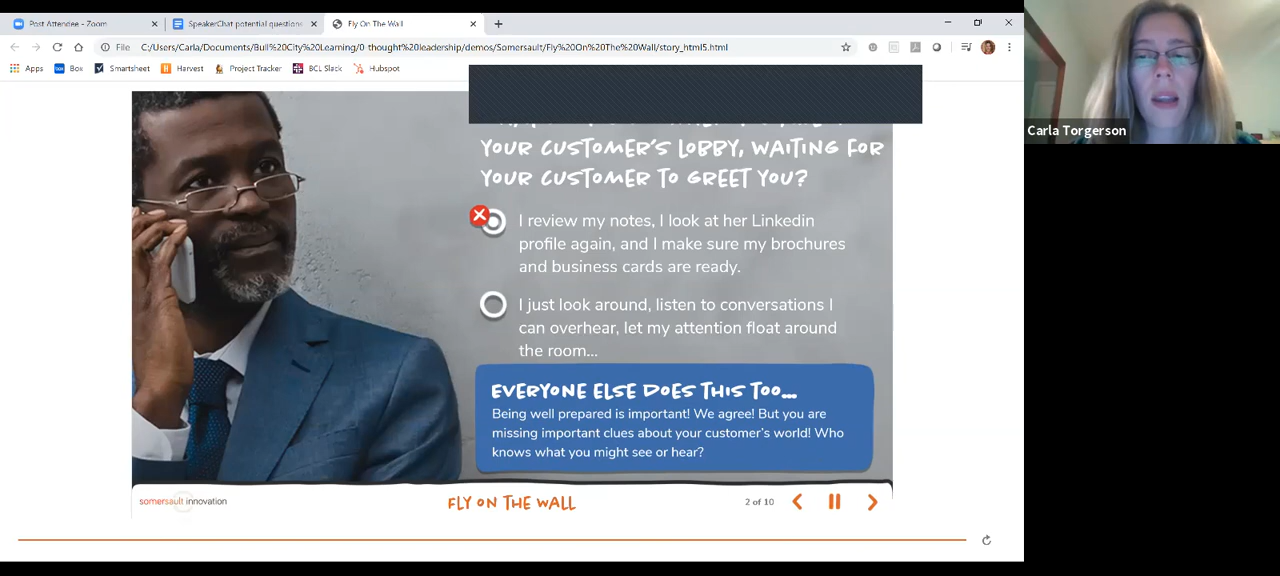 Post Attendee - Zoom
SpeakerChat potential question
Fly On The Wall
File
C:/Users/Carla/Documents/Bull%20City%20Learning/0 thought%20leadership/demos/Somersault/Fly%20On%20The%20Wall/story_html5.html
Apps
Box
Smartsheet
Harvest
Project Tracker
BCL Slack
Hubspot
Carla Torgerson
YOUR CUSTOMER'S LOBBY, WAITING FOR
YOUR CUSTOMER TO GREET YOU?
I review my notes, I look at her Linkedin
profile again, and I make sure my brochures
and business cards are ready.
I just look around, listen to conversations I
can overhear, let my attention float around
the room...
EVERYONE ELSE DOES THIS TOO...
Being well prepared is important! We agree! But you are
missing important clues about your customer's world! Who
knows what you might see or hear?
somersault innovation
FLY ON THE WALL
2 of 10